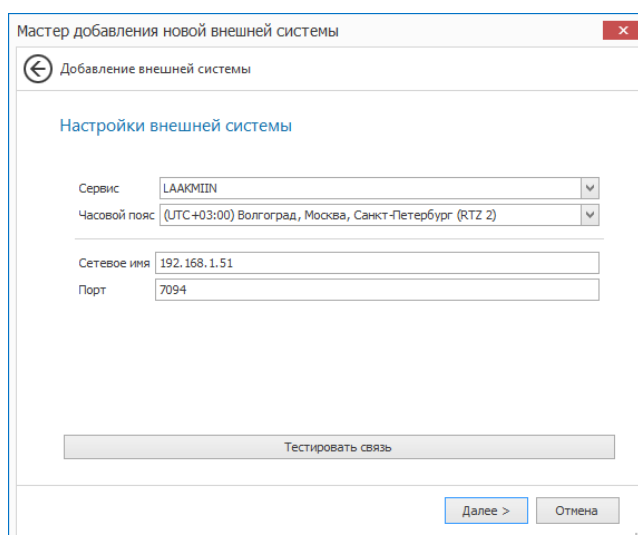 Мастер добавления новой внешней системы
Добавление внешней системы
Настройки внешней системы
Сервис LAAKMIIN
Часовой пояс (UTC+03:00) Волгоград, Москва, Санкт-Петербург (RTZ 2)
Сетевое имя 192.168.1.51
Порт 7094
Тестировать связь
Далее > Отмена